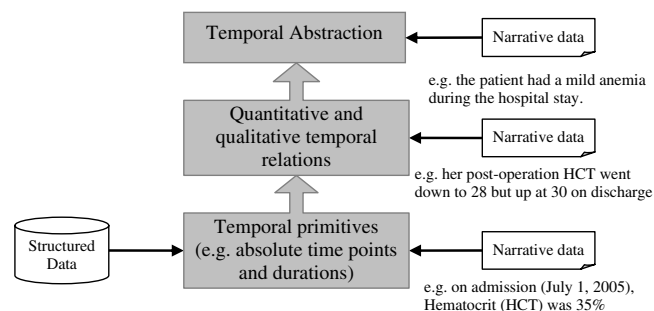 Temporal Abstraction
Narrative data
e.g. the patient had a mild anemia
during the hospital stay.
Quantitative and
qualitative temporal
relations
Narrative data
e.g. her post-operation HCT went
down to 28 but up at 30 on discharge
Structured
Data
Temporal primitives
(e.g. absolute time points
and durations)
Narrative data
e.g. on admission (July 1, 2005),
Hematocrit (HCT) was 35%